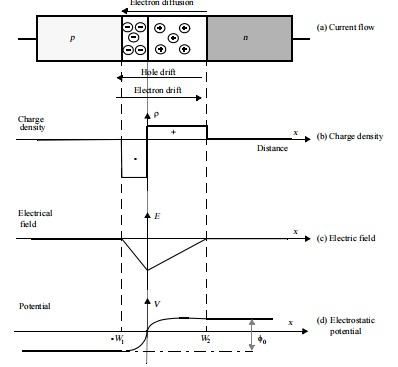 Electron diffusion
(a) Current flow
p
n
Hole drift
Electron drift
Charge
density
ρ
+
-
x
(b) Charge density
Distance
Electrical
field
E
x
(c) Electric field
Potential
V
x
(d) Electrostatic
potential
-W1
W2
ϕ0